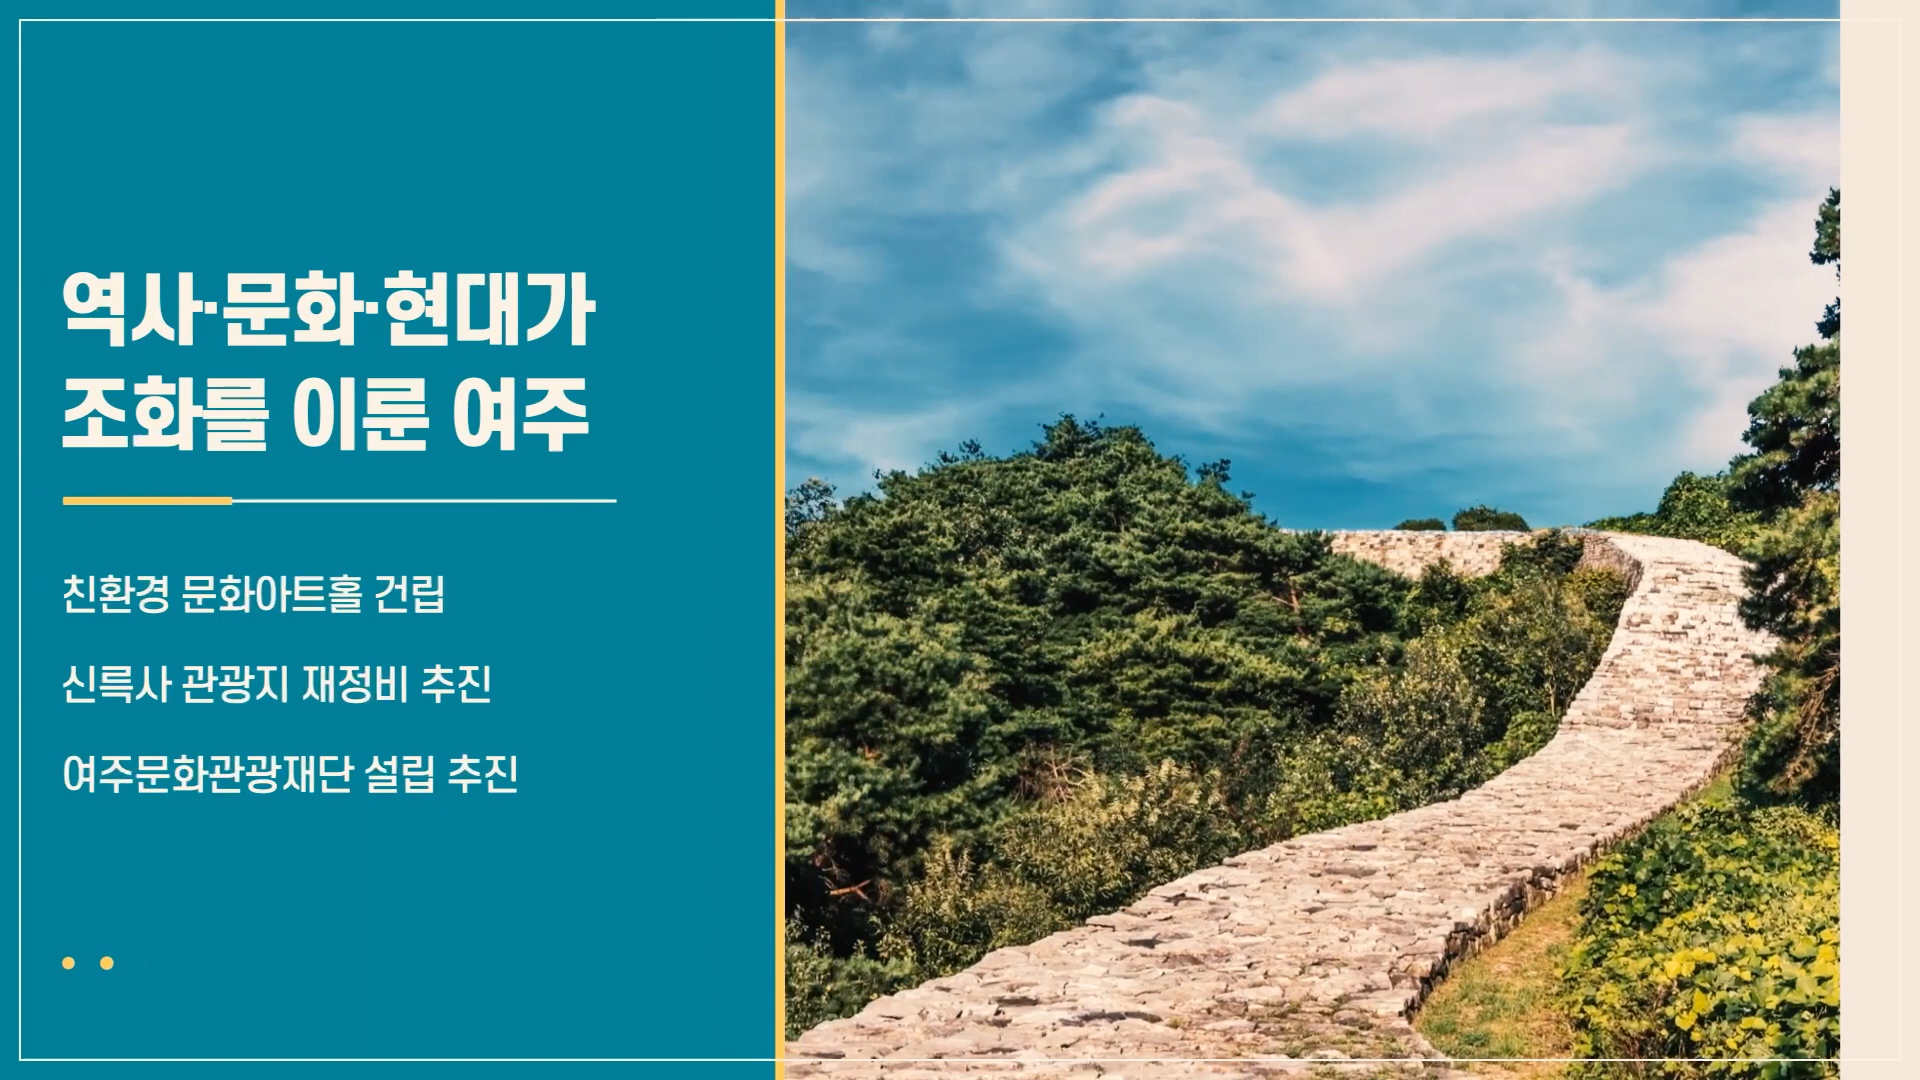 역사·문화·현대가
조화를 이룬 여주
친환경 문화아트홀 건립
신륵사 관광지 재정비 추진
여주문화관광재단 설립 추진